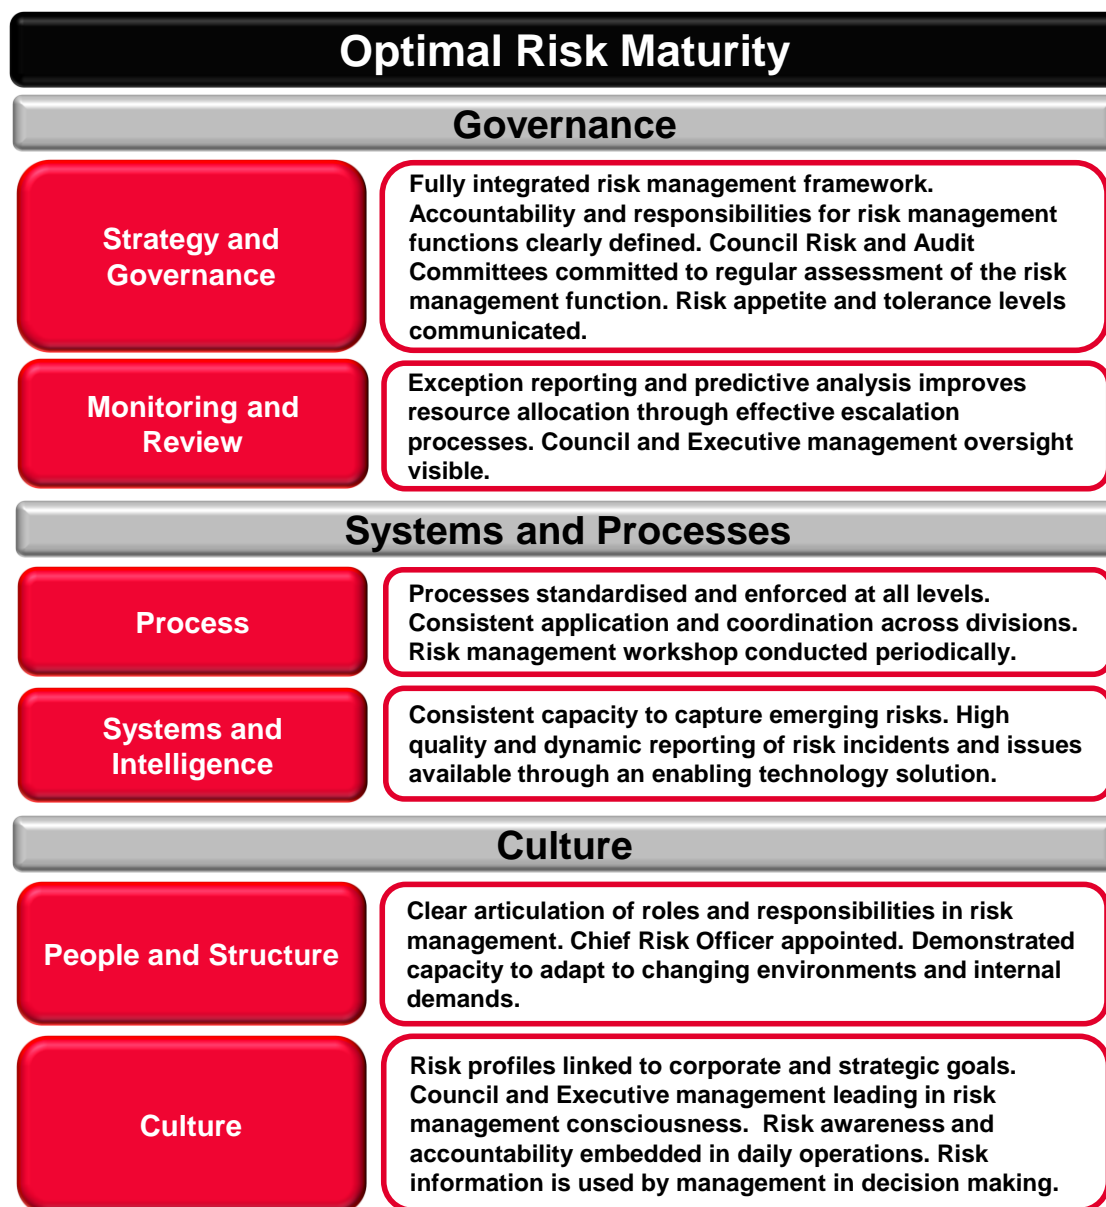 Optimal Risk Maturity
Governance
Strategy and
Governance
Fully integrated risk management framework.
Accountability and responsibilities for risk management
functions clearly defined. Council Risk and Audit
Committees committed to regular assessment of the risk
management function. Risk appetite and tolerance levels
communicated.
Monitoring and
Review
Exception reporting and predictive analysis improves
resource allocation through effective escalation
processes. Council and Executive management oversight
visible.
Systems and Processes
Process
Processes standardised and enforced at all levels.
Consistent application and coordination across divisions.
Risk management workshop conducted periodically.
Systems and
Intelligence
Consistent capacity to capture emerging risks. High
quality and dynamic reporting of risk incidents and issues
available through an enabling technology solution.
Culture
People and Structure
Clear articulation of roles and responsibilities in risk
management. Chief Risk Officer appointed. Demonstrated
capacity to adapt to changing environments and internal
demands.
Culture
Risk profiles linked to corporate and strategic goals.
Council and Executive management leading in risk
management consciousness.  Risk awareness and
accountability embedded in daily operations. Risk
information is used by management in decision making.